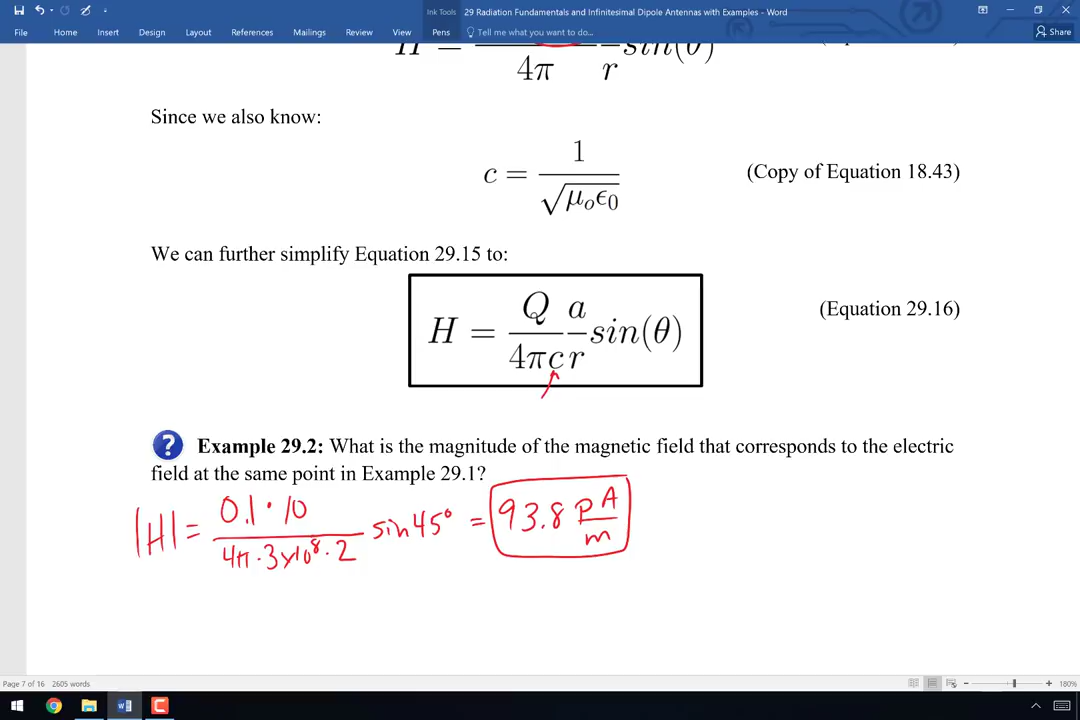 Ink Tools
29 Radiation Fundamentals and Infinitesimal Dipole Antennas with Examples - Word
File Home Insert Design Layout References Mailings Review View Pens Tell me what you want to do... Share
4π r
Since we also know:
c = 1 / √μₒϵ₀ (Copy of Equation 18.43)
We can further simplify Equation 29.15 to:
H = Q/4πc a/r sin(θ) (Equation 29.16)
? Example 29.2: What is the magnitude of the magnetic field that corresponds to the electric
field at the same point in Example 29.1?
|H| = 0.1 · 10 / 4π · 3x10⁸ · 2 sin 45° = 93.8 pA/m
Page 7 of 16 2605 words 180%